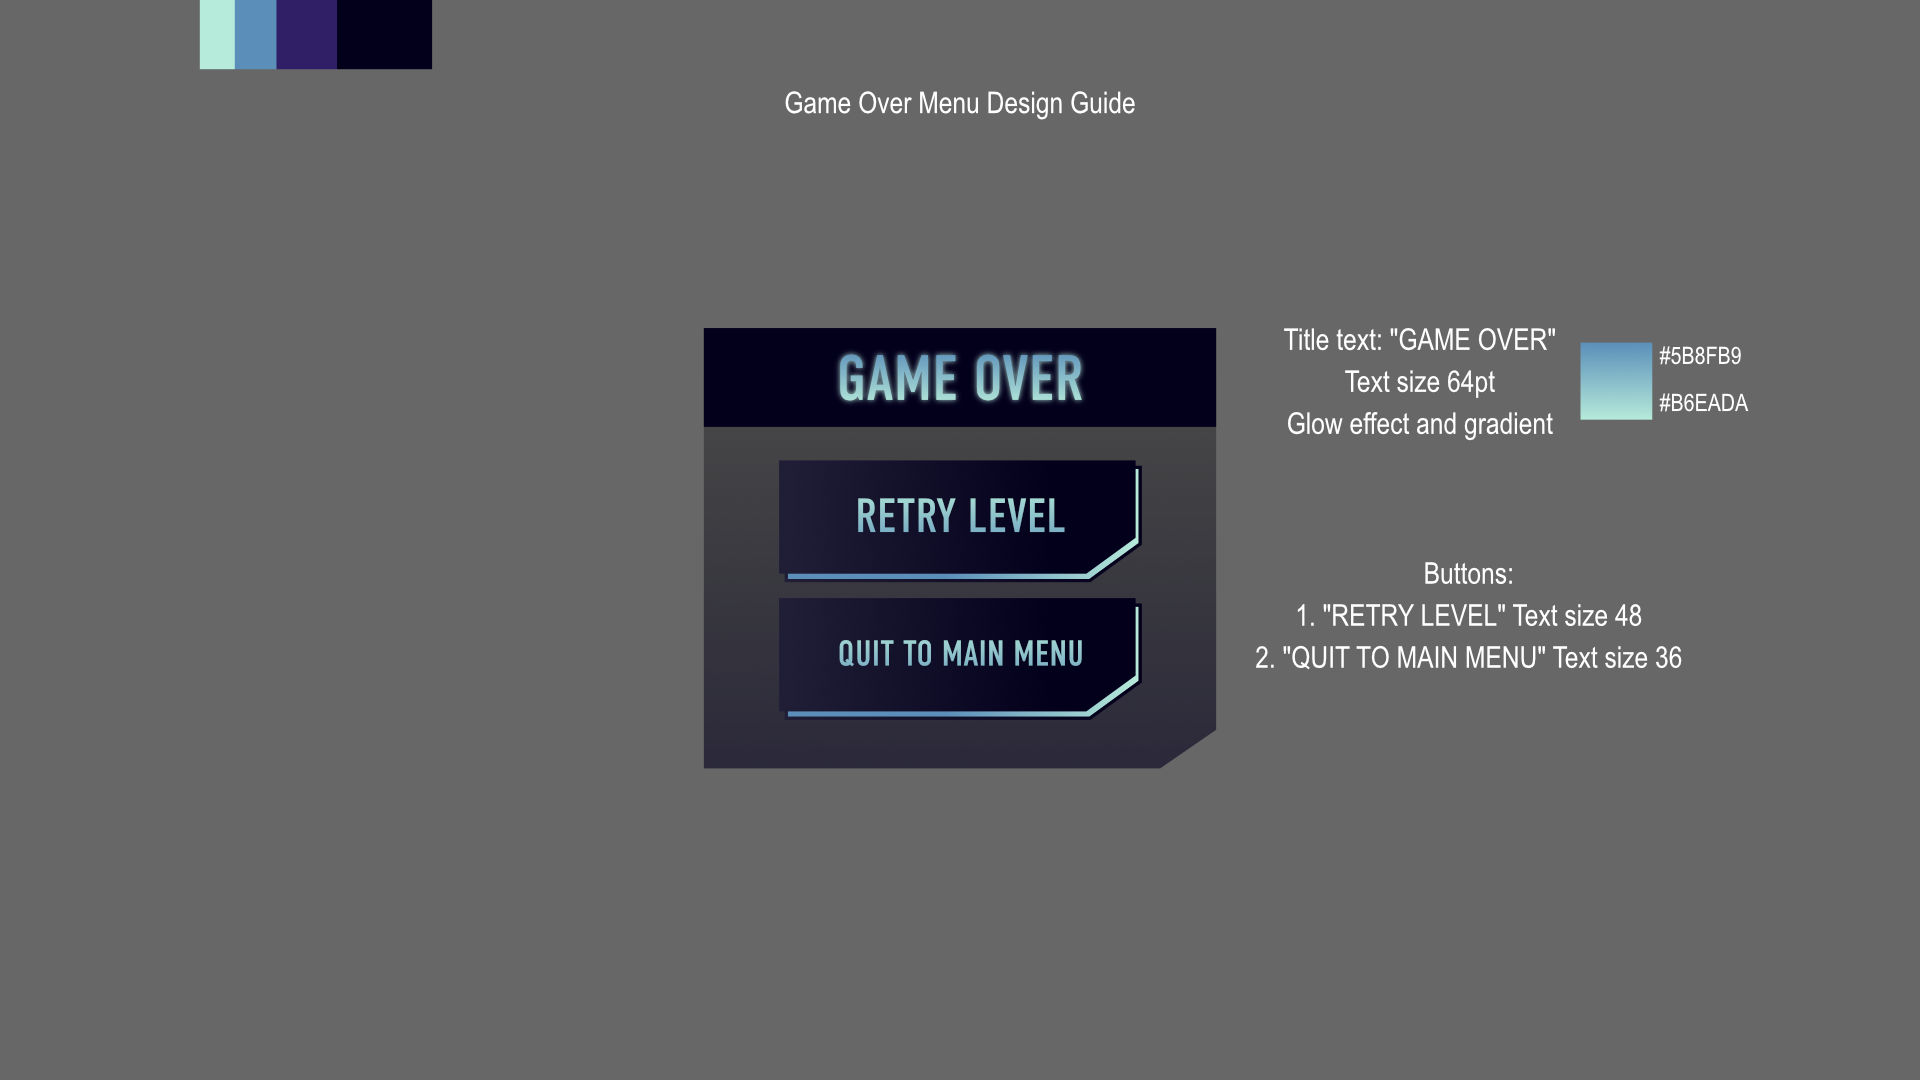 Game Over Menu Design Guide
GAME OVER
RETRY LEVEL
QUIT TO MAIN MENU
Title text: "GAME OVER"
Text size 64pt
Glow effect and gradient
#5B8FB9
#B6EADA
Buttons:
1. "RETRY LEVEL" Text size 48
2. "QUIT TO MAIN MENU" Text size 36